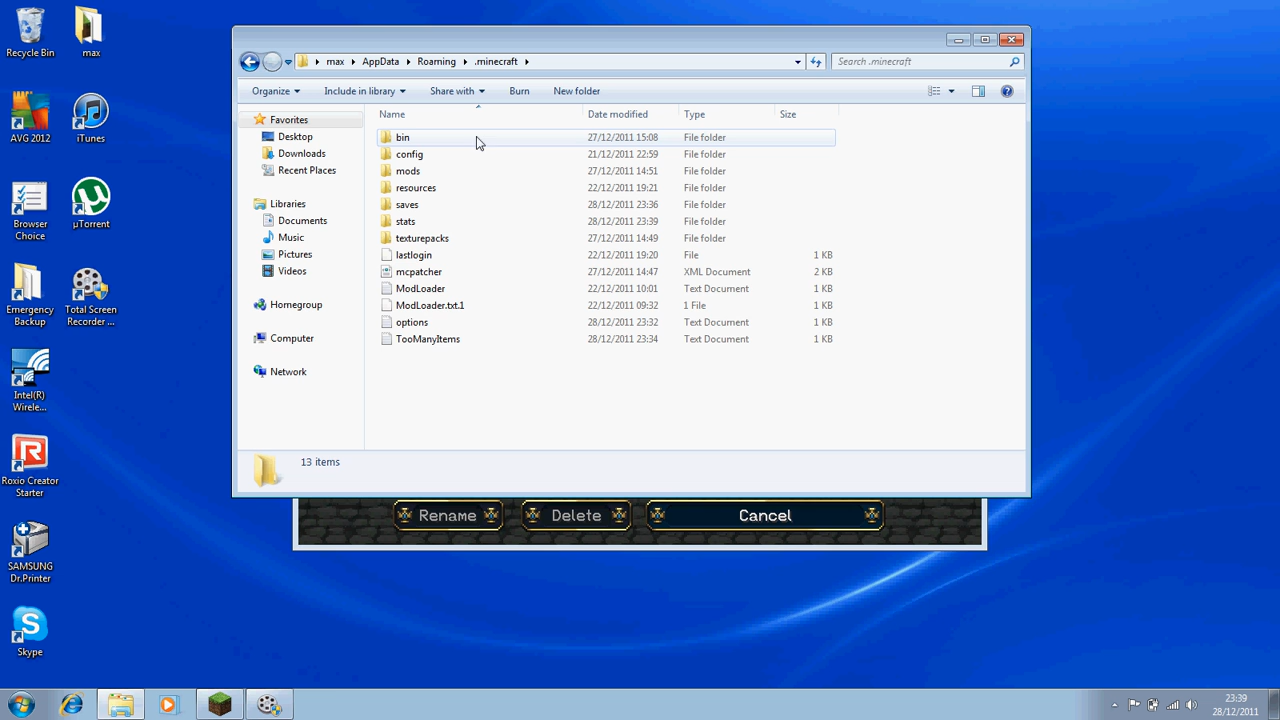 Recycle Bin
max
AVG 2012
iTunes
Browser
Choice
µTorrent
Emergency
Backup
Total Screen
Recorder ...
Intel(R)
Wirele...
Roxio Creator
Starter
SAMSUNG
Dr.Printer
Skype
max
AppData
Roaming
.minecraft
Search .minecraft
Organize
Include in library
Share with
Burn
New folder
Favorites
Desktop
Downloads
Recent Places
Libraries
Documents
Music
Pictures
Videos
Homegroup
Computer
Network
Name Date modified Type Size
bin 27/12/2011 15:08 File folder
config 21/12/2011 22:59 File folder
mods 27/12/2011 14:51 File folder
resources 22/12/2011 19:21 File folder
saves 28/12/2011 23:36 File folder
stats 28/12/2011 23:39 File folder
texturepacks 27/12/2011 14:49 File folder
lastlogin 22/12/2011 19:20 File 1 KB
mcpatcher 27/12/2011 14:47 XML Document 2 KB
ModLoader 22/12/2011 10:01 Text Document 1 KB
ModLoader.txt.1 22/12/2011 09:32 1 File 1 KB
options 28/12/2011 23:32 Text Document 1 KB
TooManyItems 28/12/2011 23:34 Text Document 1 KB
13 items
Rename
Delete
Cancel
23:39
28/12/2011